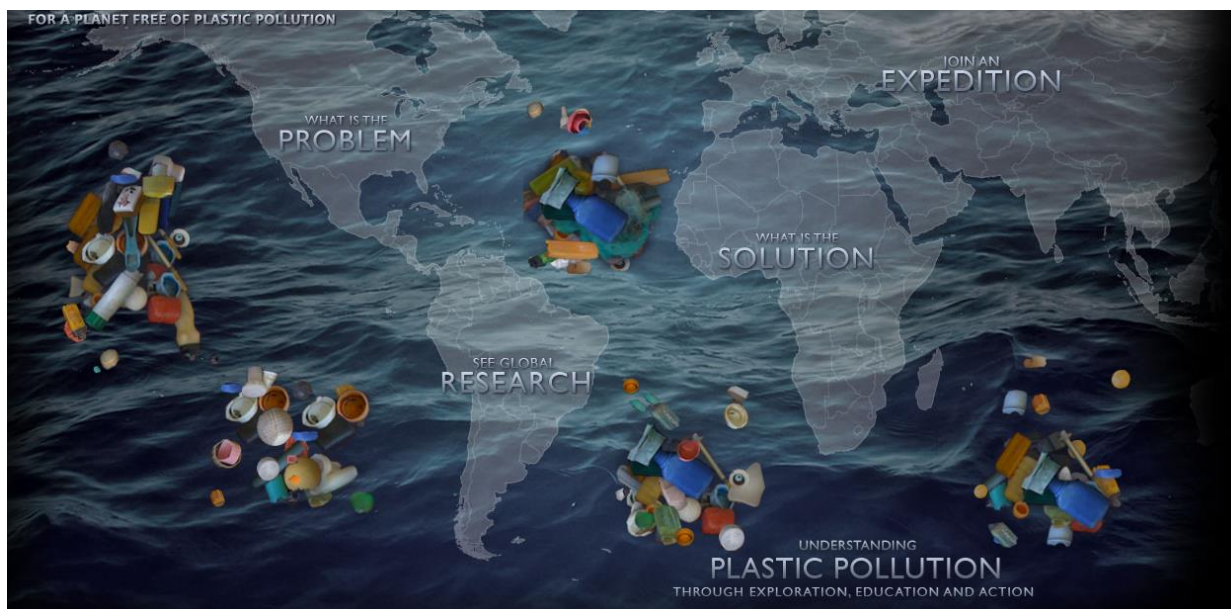 FOR A PLANET FREE OF PLASTIC POLLUTION
JOIN AN
EXPEDITION
WHAT IS THE
PROBLEM
WHAT IS THE
SOLUTION
SEE GLOBAL
RESEARCH
UNDERSTANDING
PLASTIC POLLUTION
THROUGH EXPLORATION, EDUCATION AND ACTION